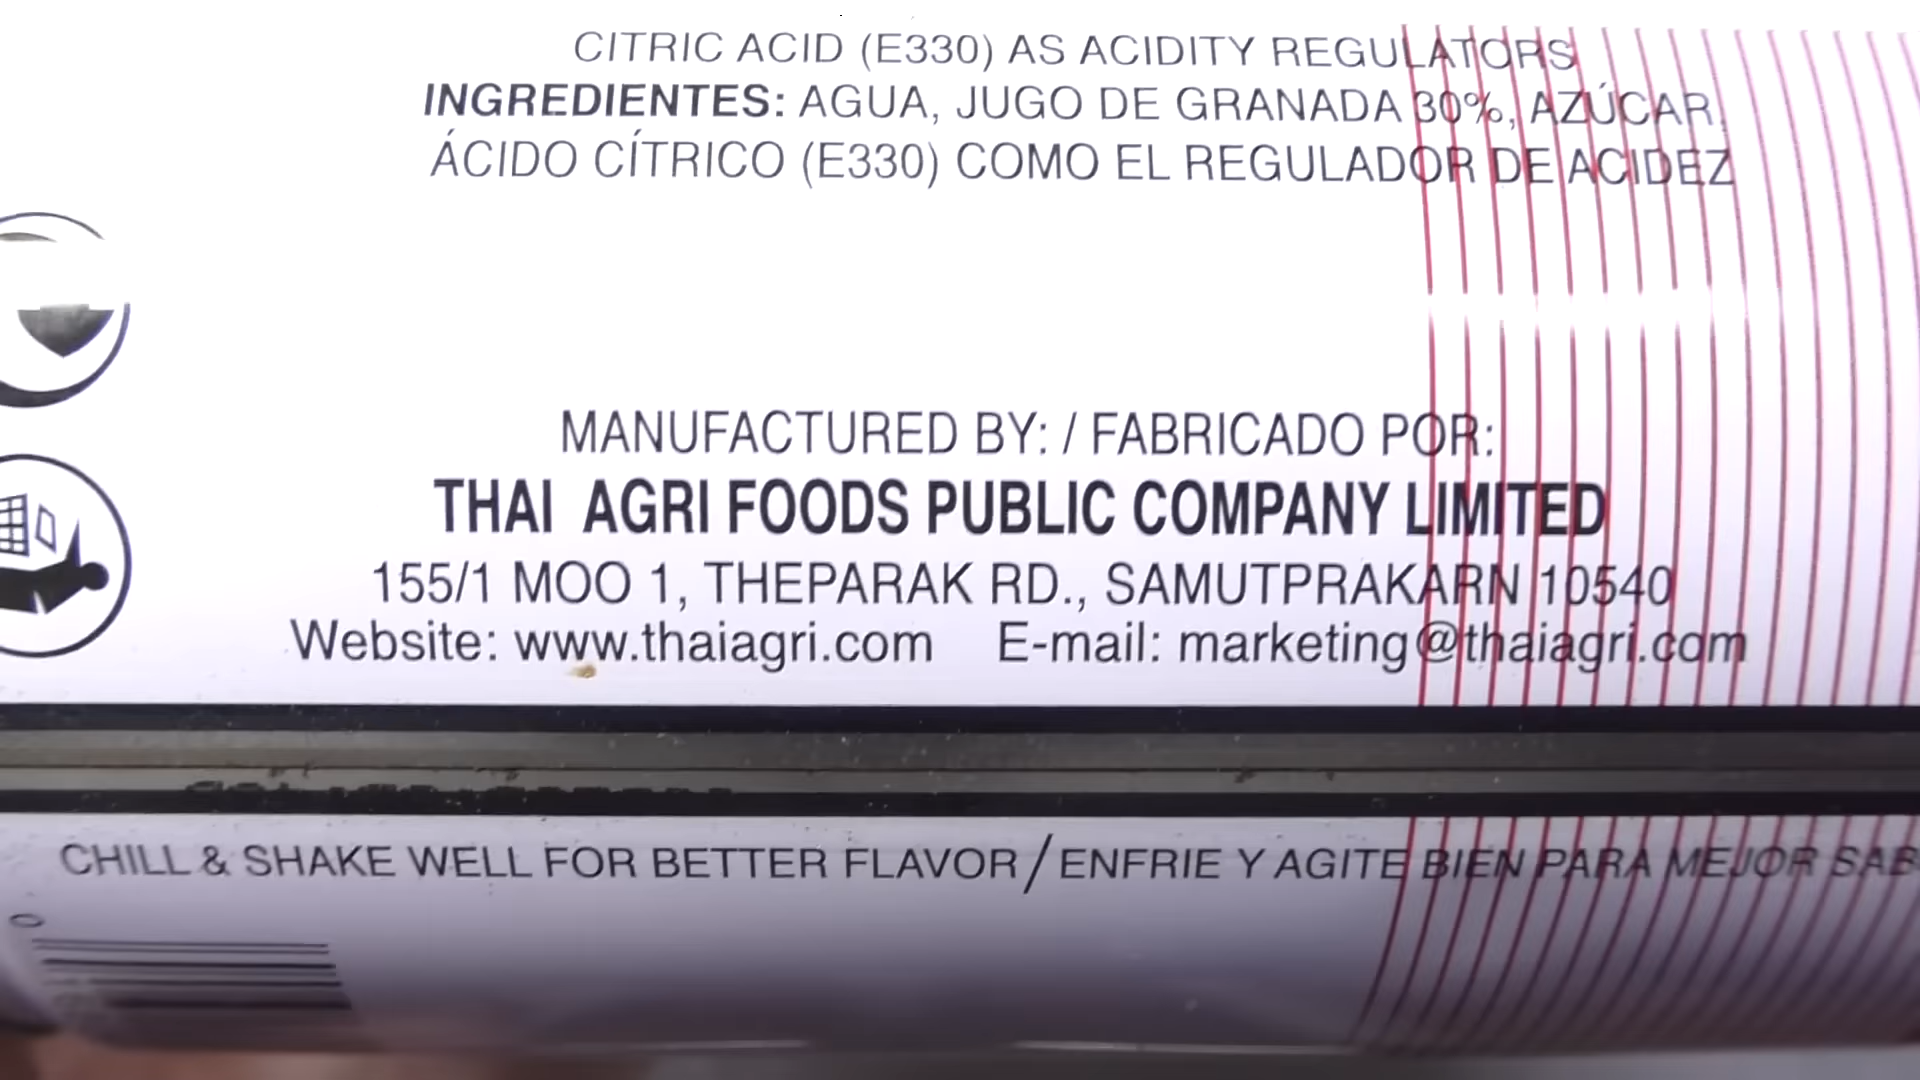 CITRIC ACID (E330) AS ACIDITY REGULATORS
INGREDIENTES: AGUA, JUGO DE GRANADA 30%, AZÚCAR,
ÁCIDO CÍTRICO (E330) COMO EL REGULADOR DE ACIDEZ
MANUFACTURED BY: / FABRICADO POR:
THAI AGRI FOODS PUBLIC COMPANY LIMITED
155/1 MOO 1, THEPARAK RD., SAMUTPRAKARN 10540
Website: www.thaiagri.com E-mail: marketing@thaiagri.com
CHILL & SHAKE WELL FOR BETTER FLAVOR/ENFRIE Y AGITE BIEN PARA MEJOR SAB
0